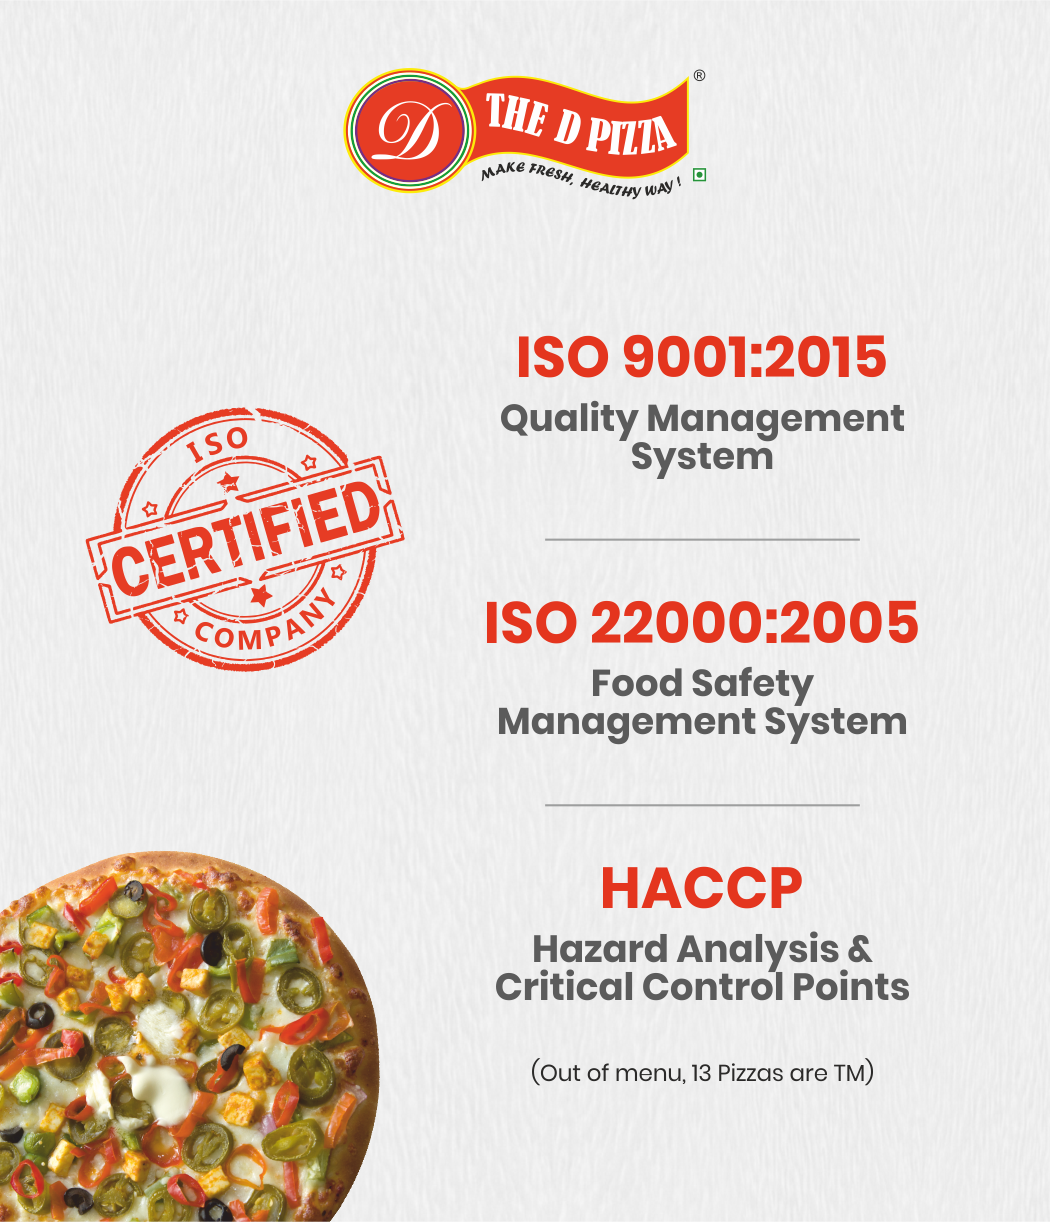 D
THE D PIZZA
®
MAKE FRESH, HEALTHY WAY !
ISO
CERTIFIED
COMPANY
ISO 9001:2015
Quality Management
System
ISO 22000:2005
Food Safety
Management System
HACCP
Hazard Analysis &
Critical Control Points
(Out of menu, 13 Pizzas are TM)